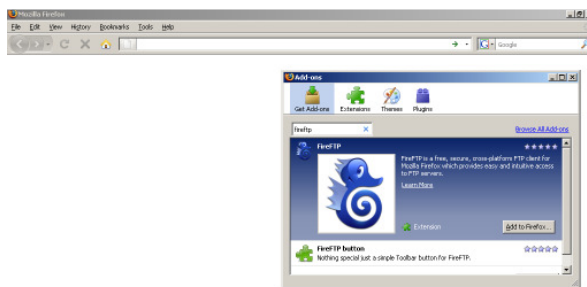 Mozilla Firefox
File Edit View History Bookmarks Tools Help
Google
Add-ons
Get Add-ons Extensions Themes Plugins
fireftp
Browse All Add-ons
FireFTP
FireFTP is a free, secure, cross-platform FTP client for
Mozilla Firefox which provides easy and intuitive access
to FTP servers.
Learn More
Extension
Add to Firefox...
FireFTP button
Nothing special just a simple Toolbar button for FireFTP.